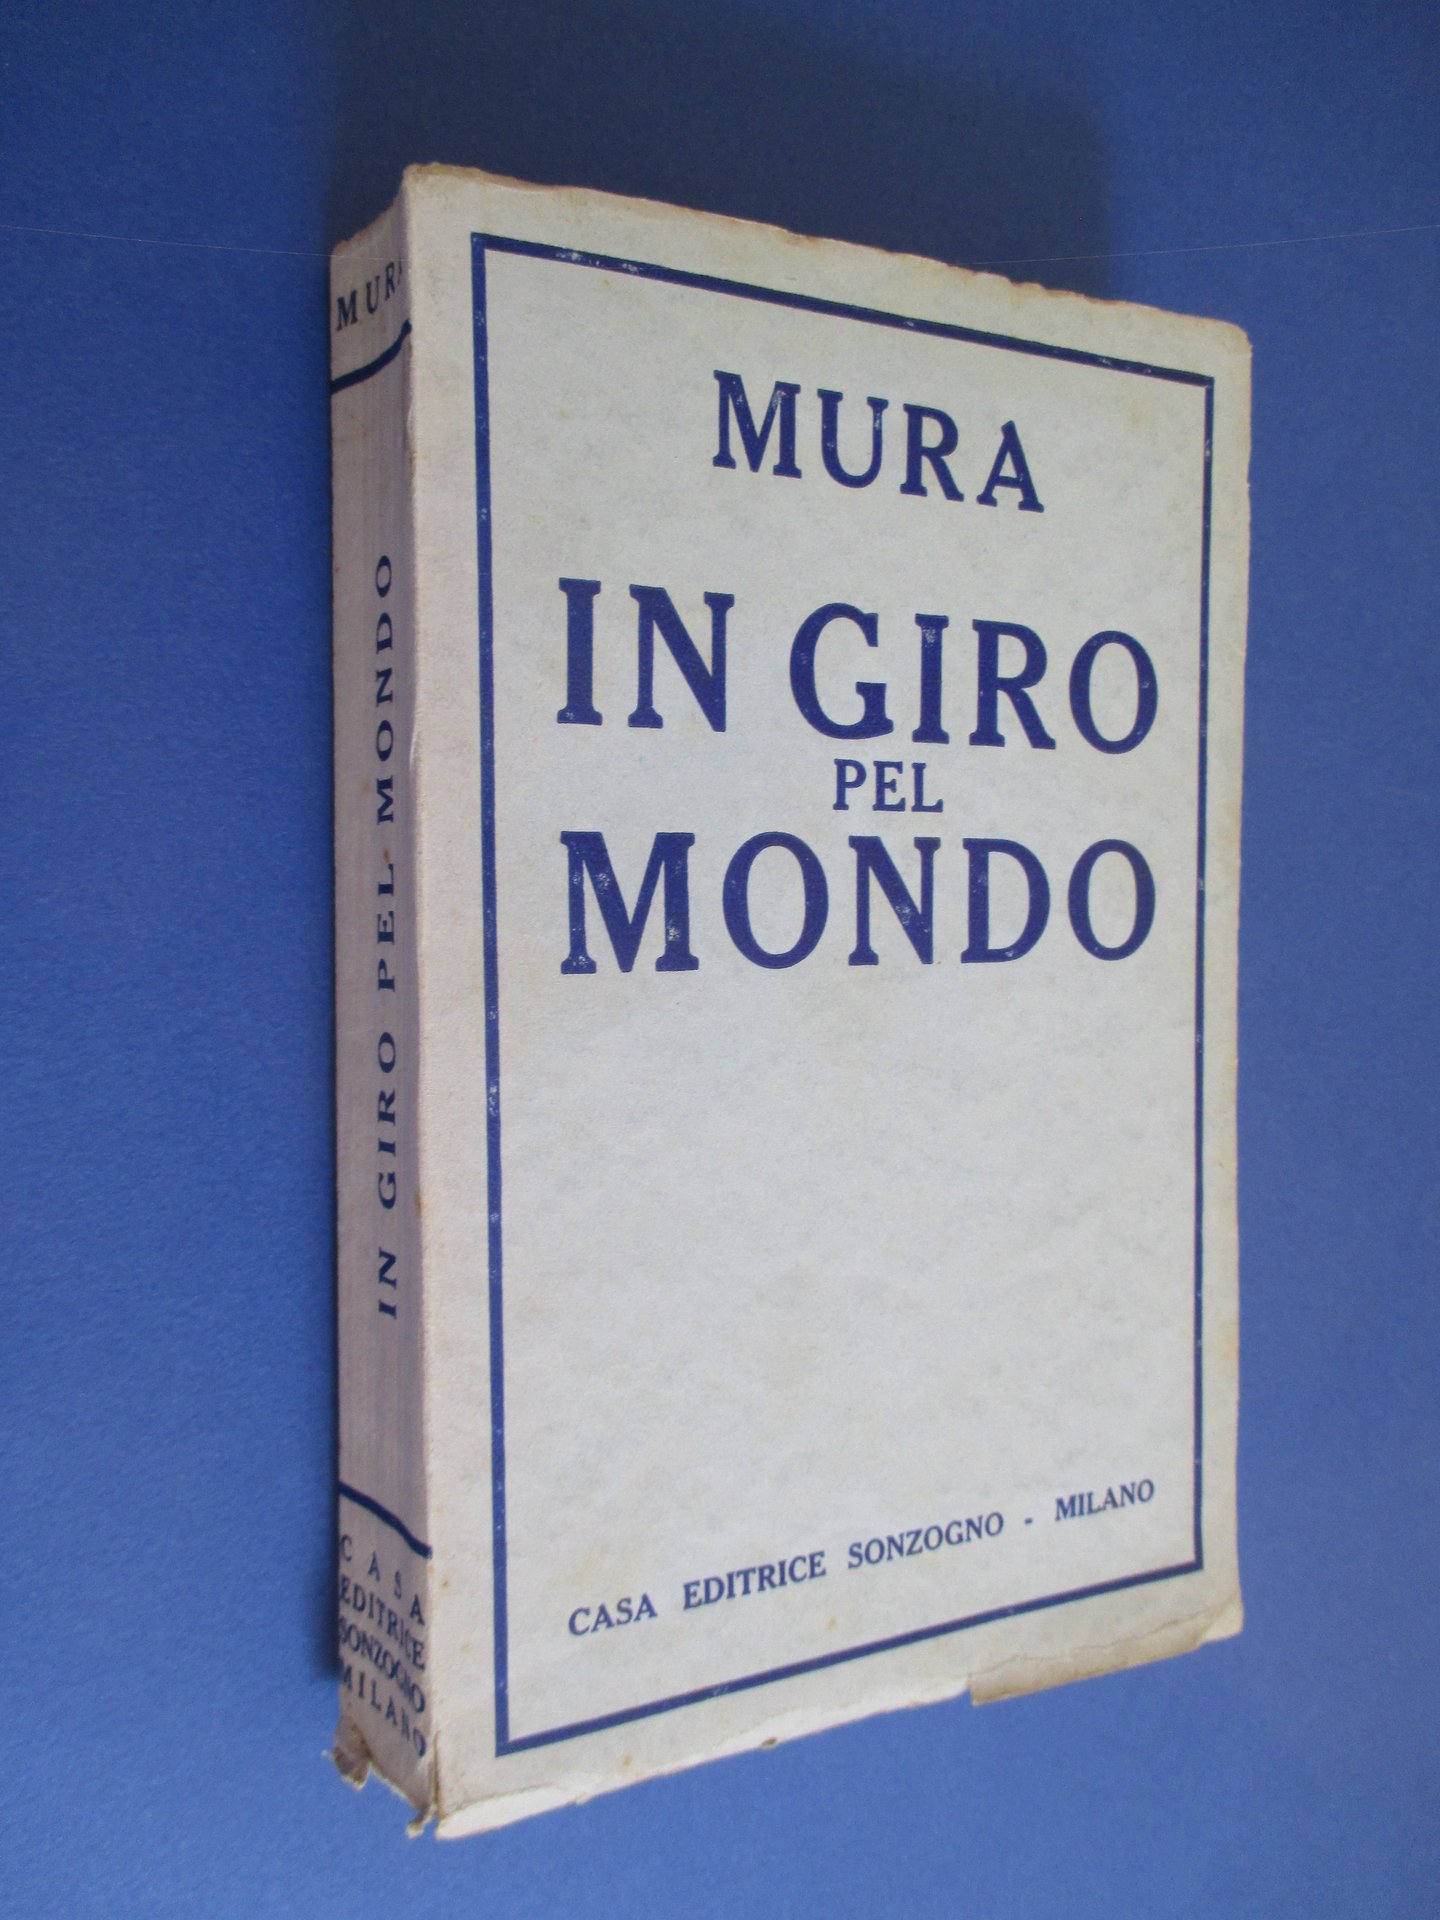 MURA
IN GIRO
PEL
MONDO
CASA EDITRICE SONZOGNO - MILANO
MURA
IN GIRO PEL MONDO
CASA
EDITRICE
SONZOGNO
MILANO